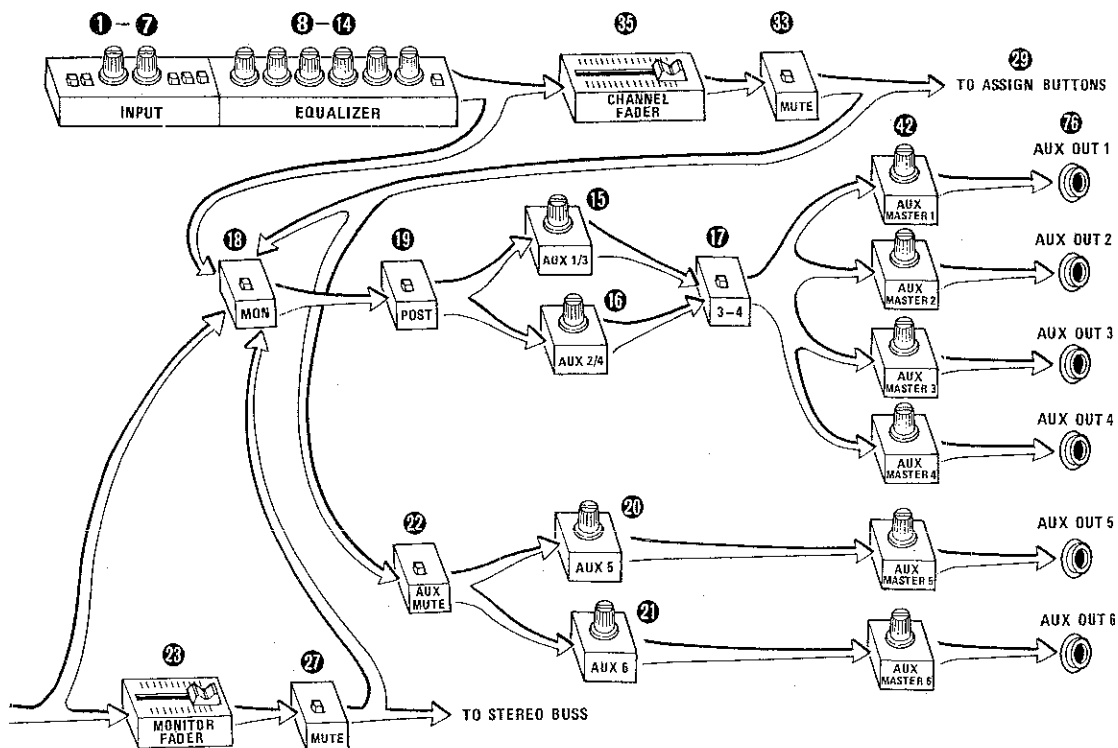 1 – 7
8 – 14
35
33
29
TO ASSIGN BUTTONS
INPUT
EQUALIZER
CHANNEL
FADER
MUTE
42
76
AUX OUT 1
AUX
MASTER 1
15
18
19
17
AUX 1/3
AUX OUT 2
AUX
MASTER 2
MON
POST
16
3–4
AUX 2/4
AUX OUT 3
AUX
MASTER 3
AUX OUT 4
AUX
MASTER 4
22
20
AUX OUT 5
AUX 5
AUX
MASTER 5
AUX
MUTE
21
AUX OUT 6
AUX 6
AUX
MASTER 6
23
27
MONITOR
FADER
MUTE
TO STEREO BUSS